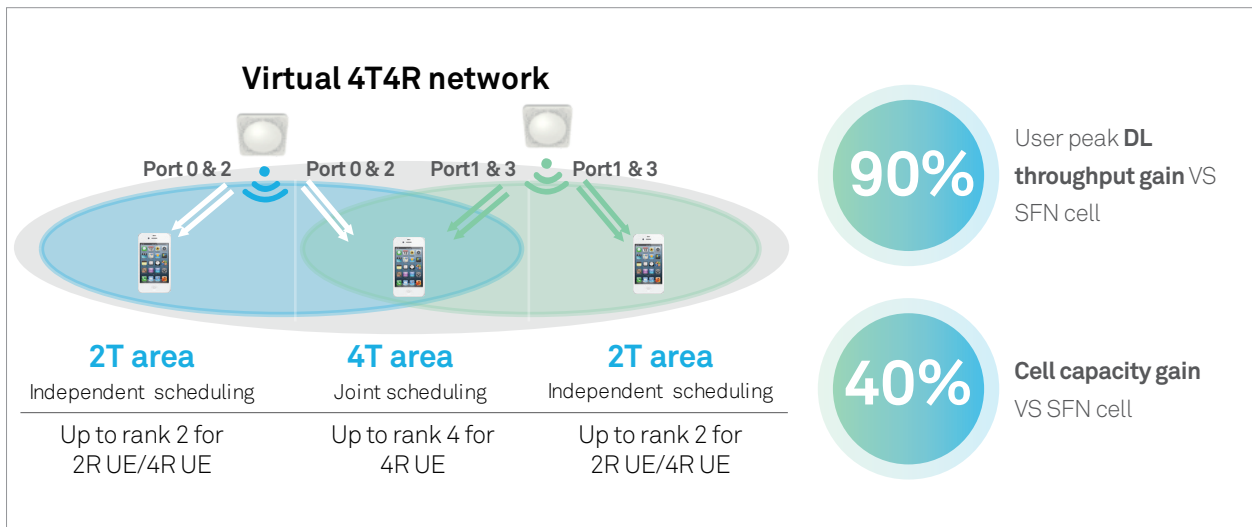 Virtual 4T4R network
Port 0 & 2
Port 0 & 2
Port1 & 3
Port1 & 3
2T area
Independent scheduling
Up to rank 2 for
2R UE/4R UE
4T area
Joint scheduling
Up to rank 4 for
4R UE
2T area
Independent scheduling
Up to rank 2 for
2R UE/4R UE
90%
User peak DL
throughput gain VS
SFN cell
40%
Cell capacity gain
VS SFN cell